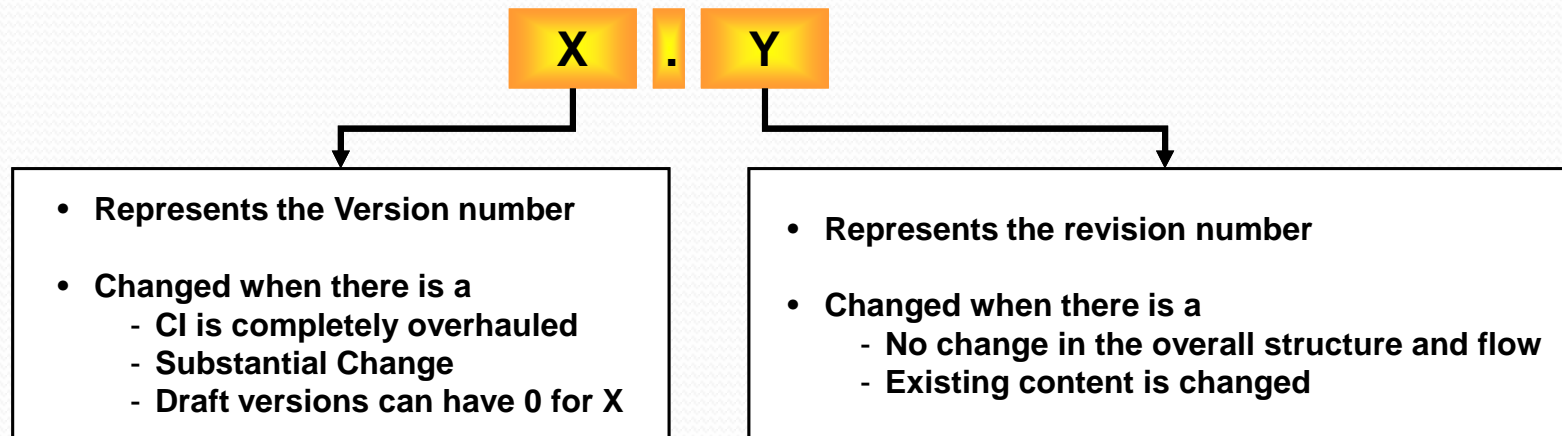 X . Y
• Represents the Version number
• Changed when there is a
- CI is completely overhauled
- Substantial Change
- Draft versions can have 0 for X
• Represents the revision number
• Changed when there is a
- No change in the overall structure and flow
- Existing content is changed